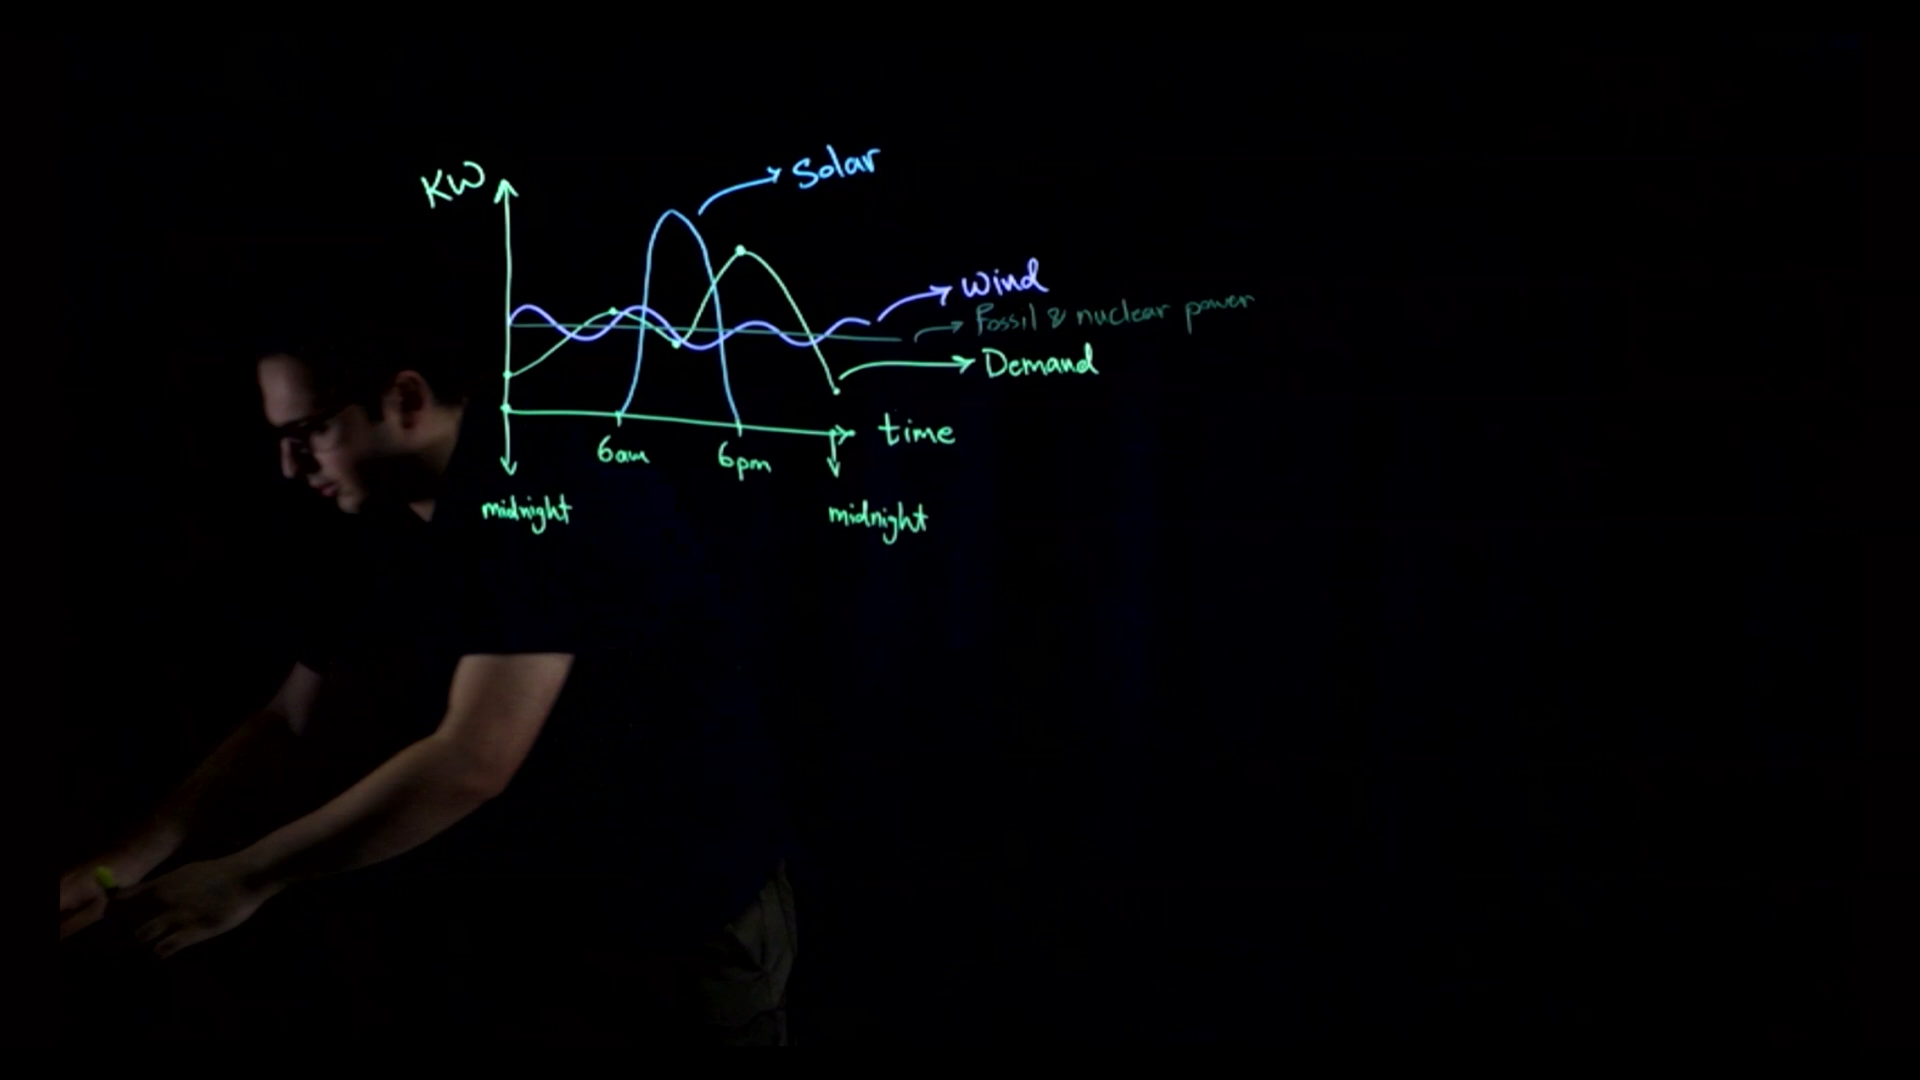 Solar
KW
Wind
Fossil & nuclear power
Demand
time
6am
6pm
midnight
midnight